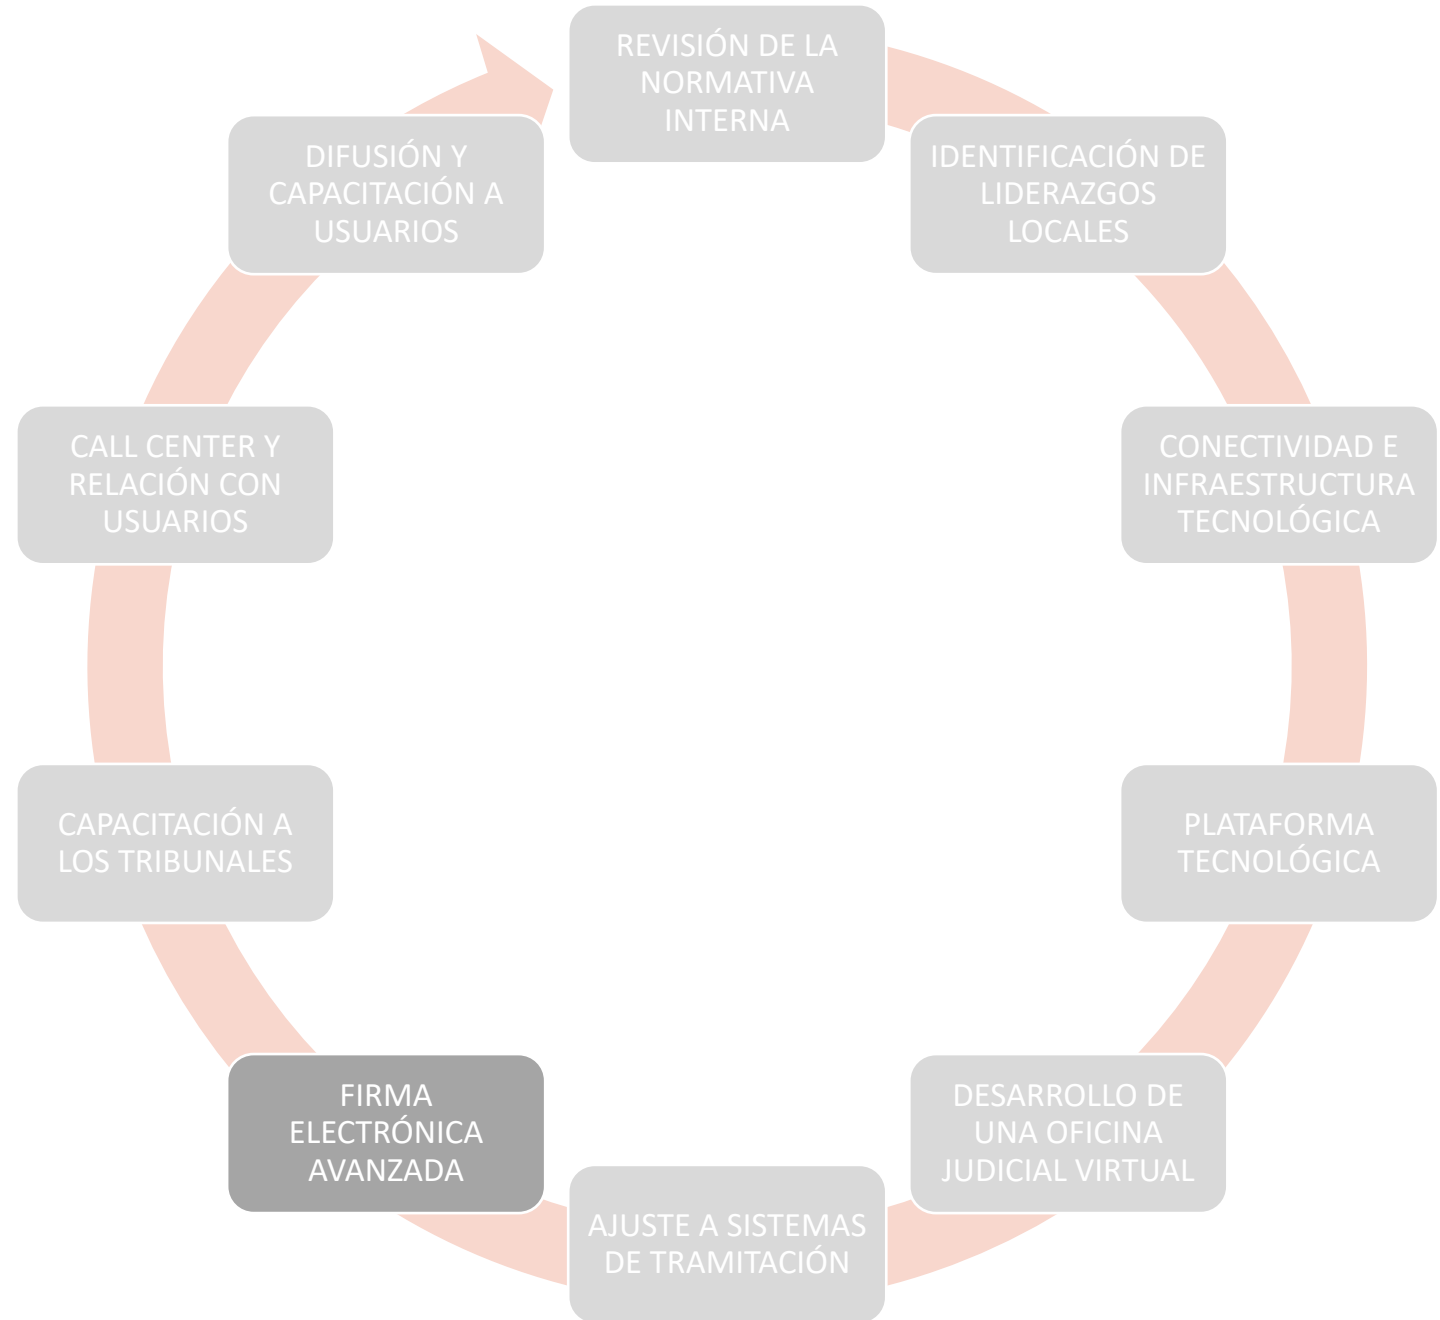 REVISIÓN DE LA
NORMATIVA
INTERNA
IDENTIFICACIÓN DE
LIDERAZGOS
LOCALES
CONECTIVIDAD E
INFRAESTRUCTURA
TECNOLÓGICA
PLATAFORMA
TECNOLÓGICA
DESARROLLO DE
UNA OFICINA
JUDICIAL VIRTUAL
AJUSTE A SISTEMAS
DE TRAMITACIÓN
FIRMA
ELECTRÓNICA
AVANZADA
CAPACITACIÓN A
LOS TRIBUNALES
CALL CENTER Y
RELACIÓN CON
USUARIOS
DIFUSIÓN Y
CAPACITACIÓN A
USUARIOS